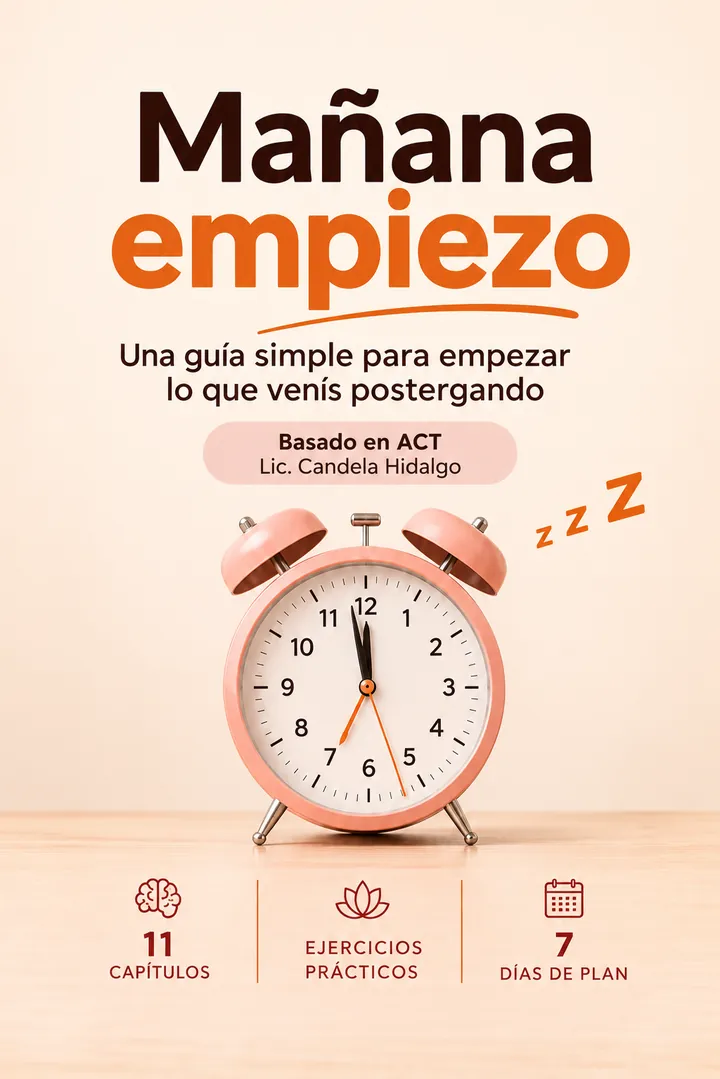 Mañana
empiezo
Una guía simple para empezar
lo que venís postergando
Basado en ACT
Lic. Candela Hidalgo
z z Z
12
11
1
10
2
9
3
8
4
7
5
6
11
CAPÍTULOS
EJERCICIOS
PRÁCTICOS
7
DÍAS DE PLAN